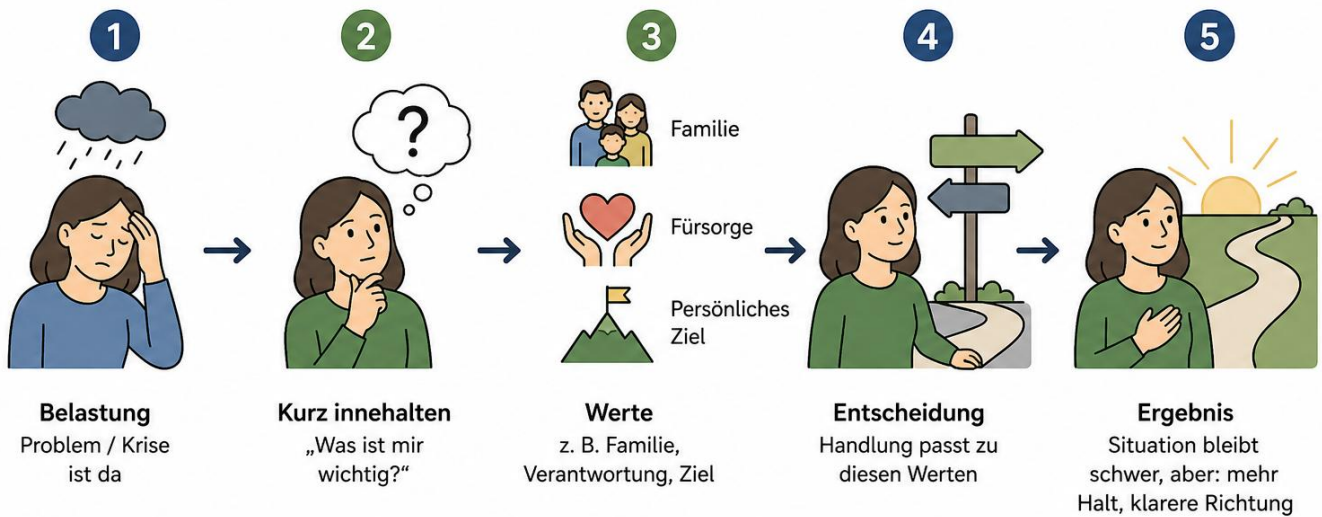 1
2
3
4
5
?
Familie
Fürsorge
Persönliches
Ziel
Belastung
Problem / Krise
ist da
Kurz innehalten
„Was ist mir
wichtig?“
Werte
z. B. Familie,
Verantwortung, Ziel
Entscheidung
Handlung passt zu
diesen Werten
Ergebnis
Situation bleibt
schwer, aber: mehr
Halt, klarere Richtung